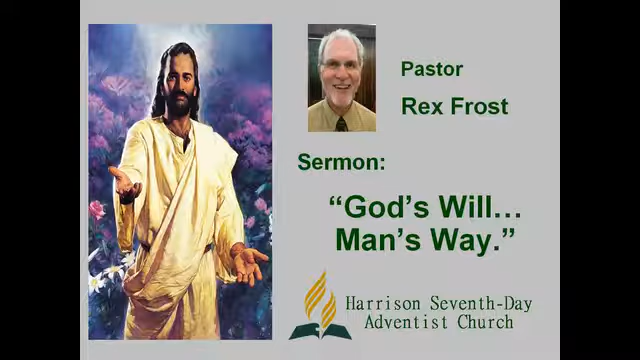 Pastor
Rex Frost
Sermon:
“God’s Will…
Man’s Way.”
Harrison Seventh-Day
Adventist Church